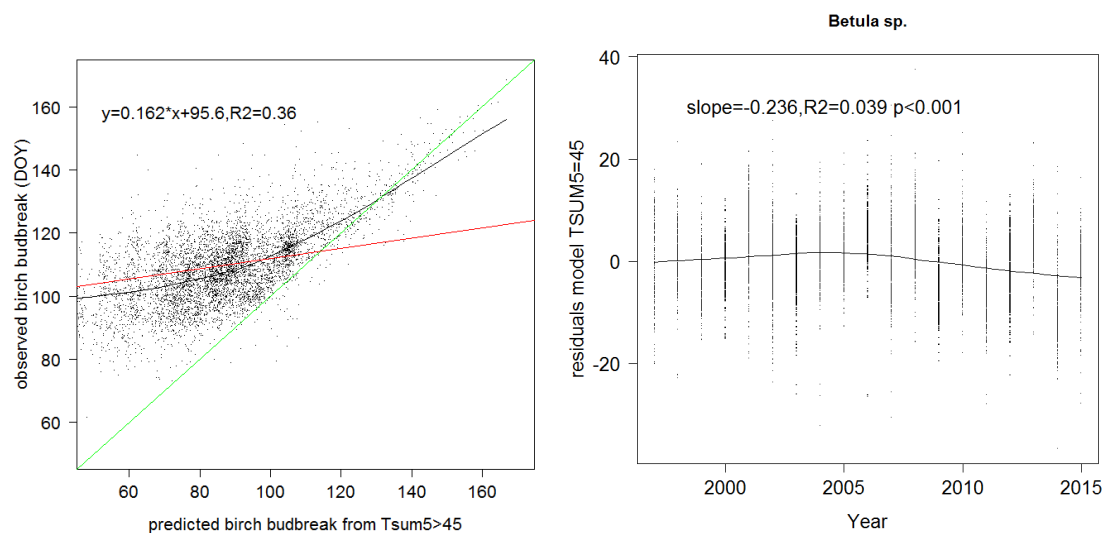 Betula sp.
y=0.162*x+95.6,R2=0.36
observed birch budbreak (DOY)
160
140
120
100
80
60
60 80 100 120 140 160
predicted birch budbreak from Tsum5>45
slope=-0.236,R2=0.039 p<0.001
residuals model TSUM5=45
40
20
0
-20
2000 2005 2010 2015
Year